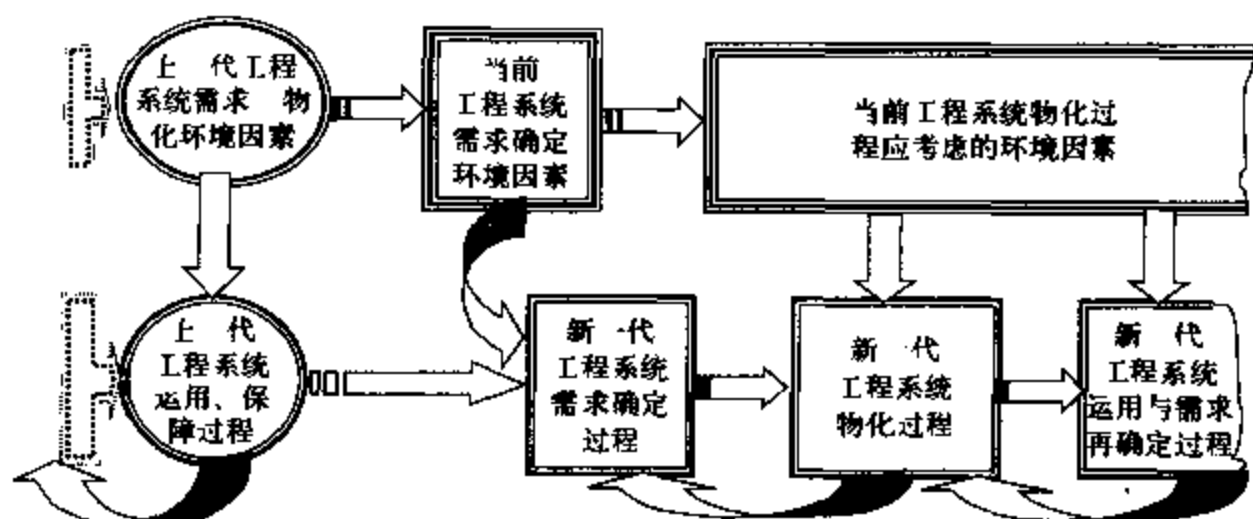 上 代工程
系统需求 物
化环境因素
当前
工程系统
需求确定
环境因素
当前工程系统物化过
程应考虑的环境因素
上 代
工程系统
运用、保
障过程
新一代
工程系统
需求确定
过程
新 代
工程系统
物化过程
新 代
工程系统
运用与需求
再确定过程